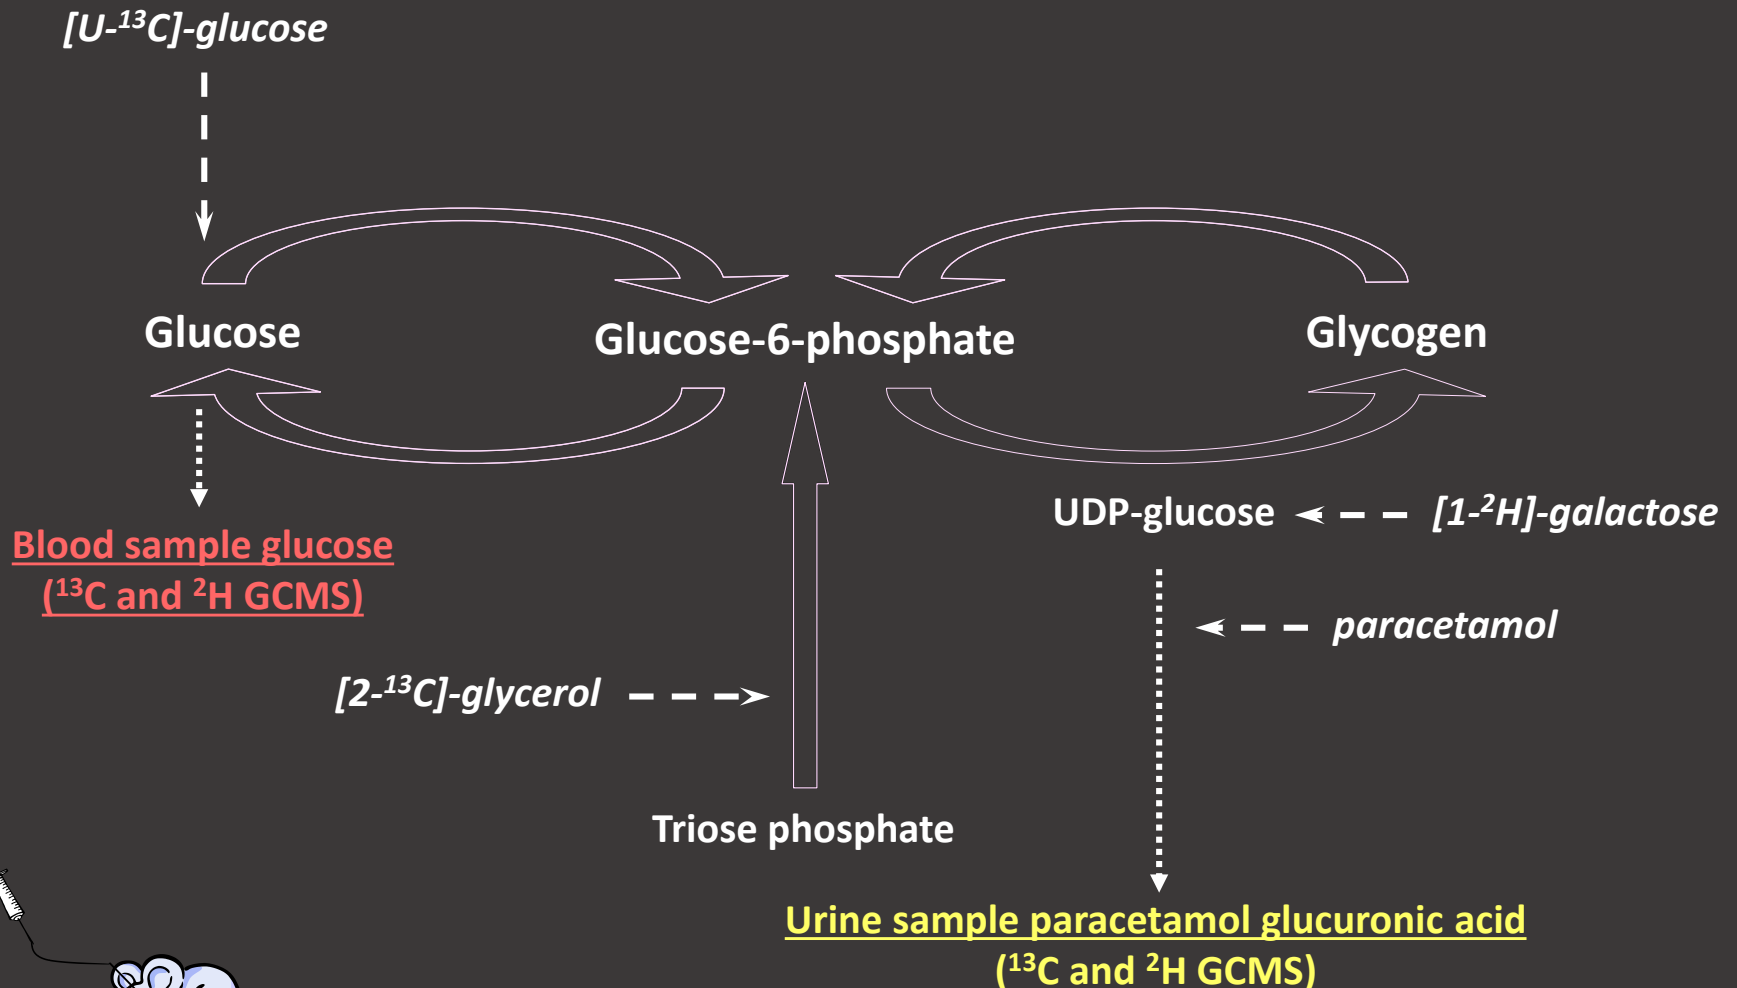 [U-¹³C]-glucose
Glucose
Glucose-6-phosphate
Glycogen
UDP-glucose
[1-²H]-galactose
Blood sample glucose
(¹³C and ²H GCMS)
paracetamol
[2-¹³C]-glycerol
Triose phosphate
Urine sample paracetamol glucuronic acid
(¹³C and ²H GCMS)